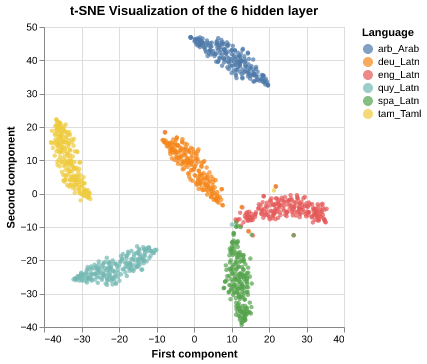 t-SNE Visualization of the 6 hidden layer
Language
arb_Arab
deu_Latn
eng_Latn
quy_Latn
spa_Latn
tam_Taml
Second component
50
40
30
20
10
0
−10
−20
−30
−40
−40 −30 −20 −10 0 10 20 30 40
First component